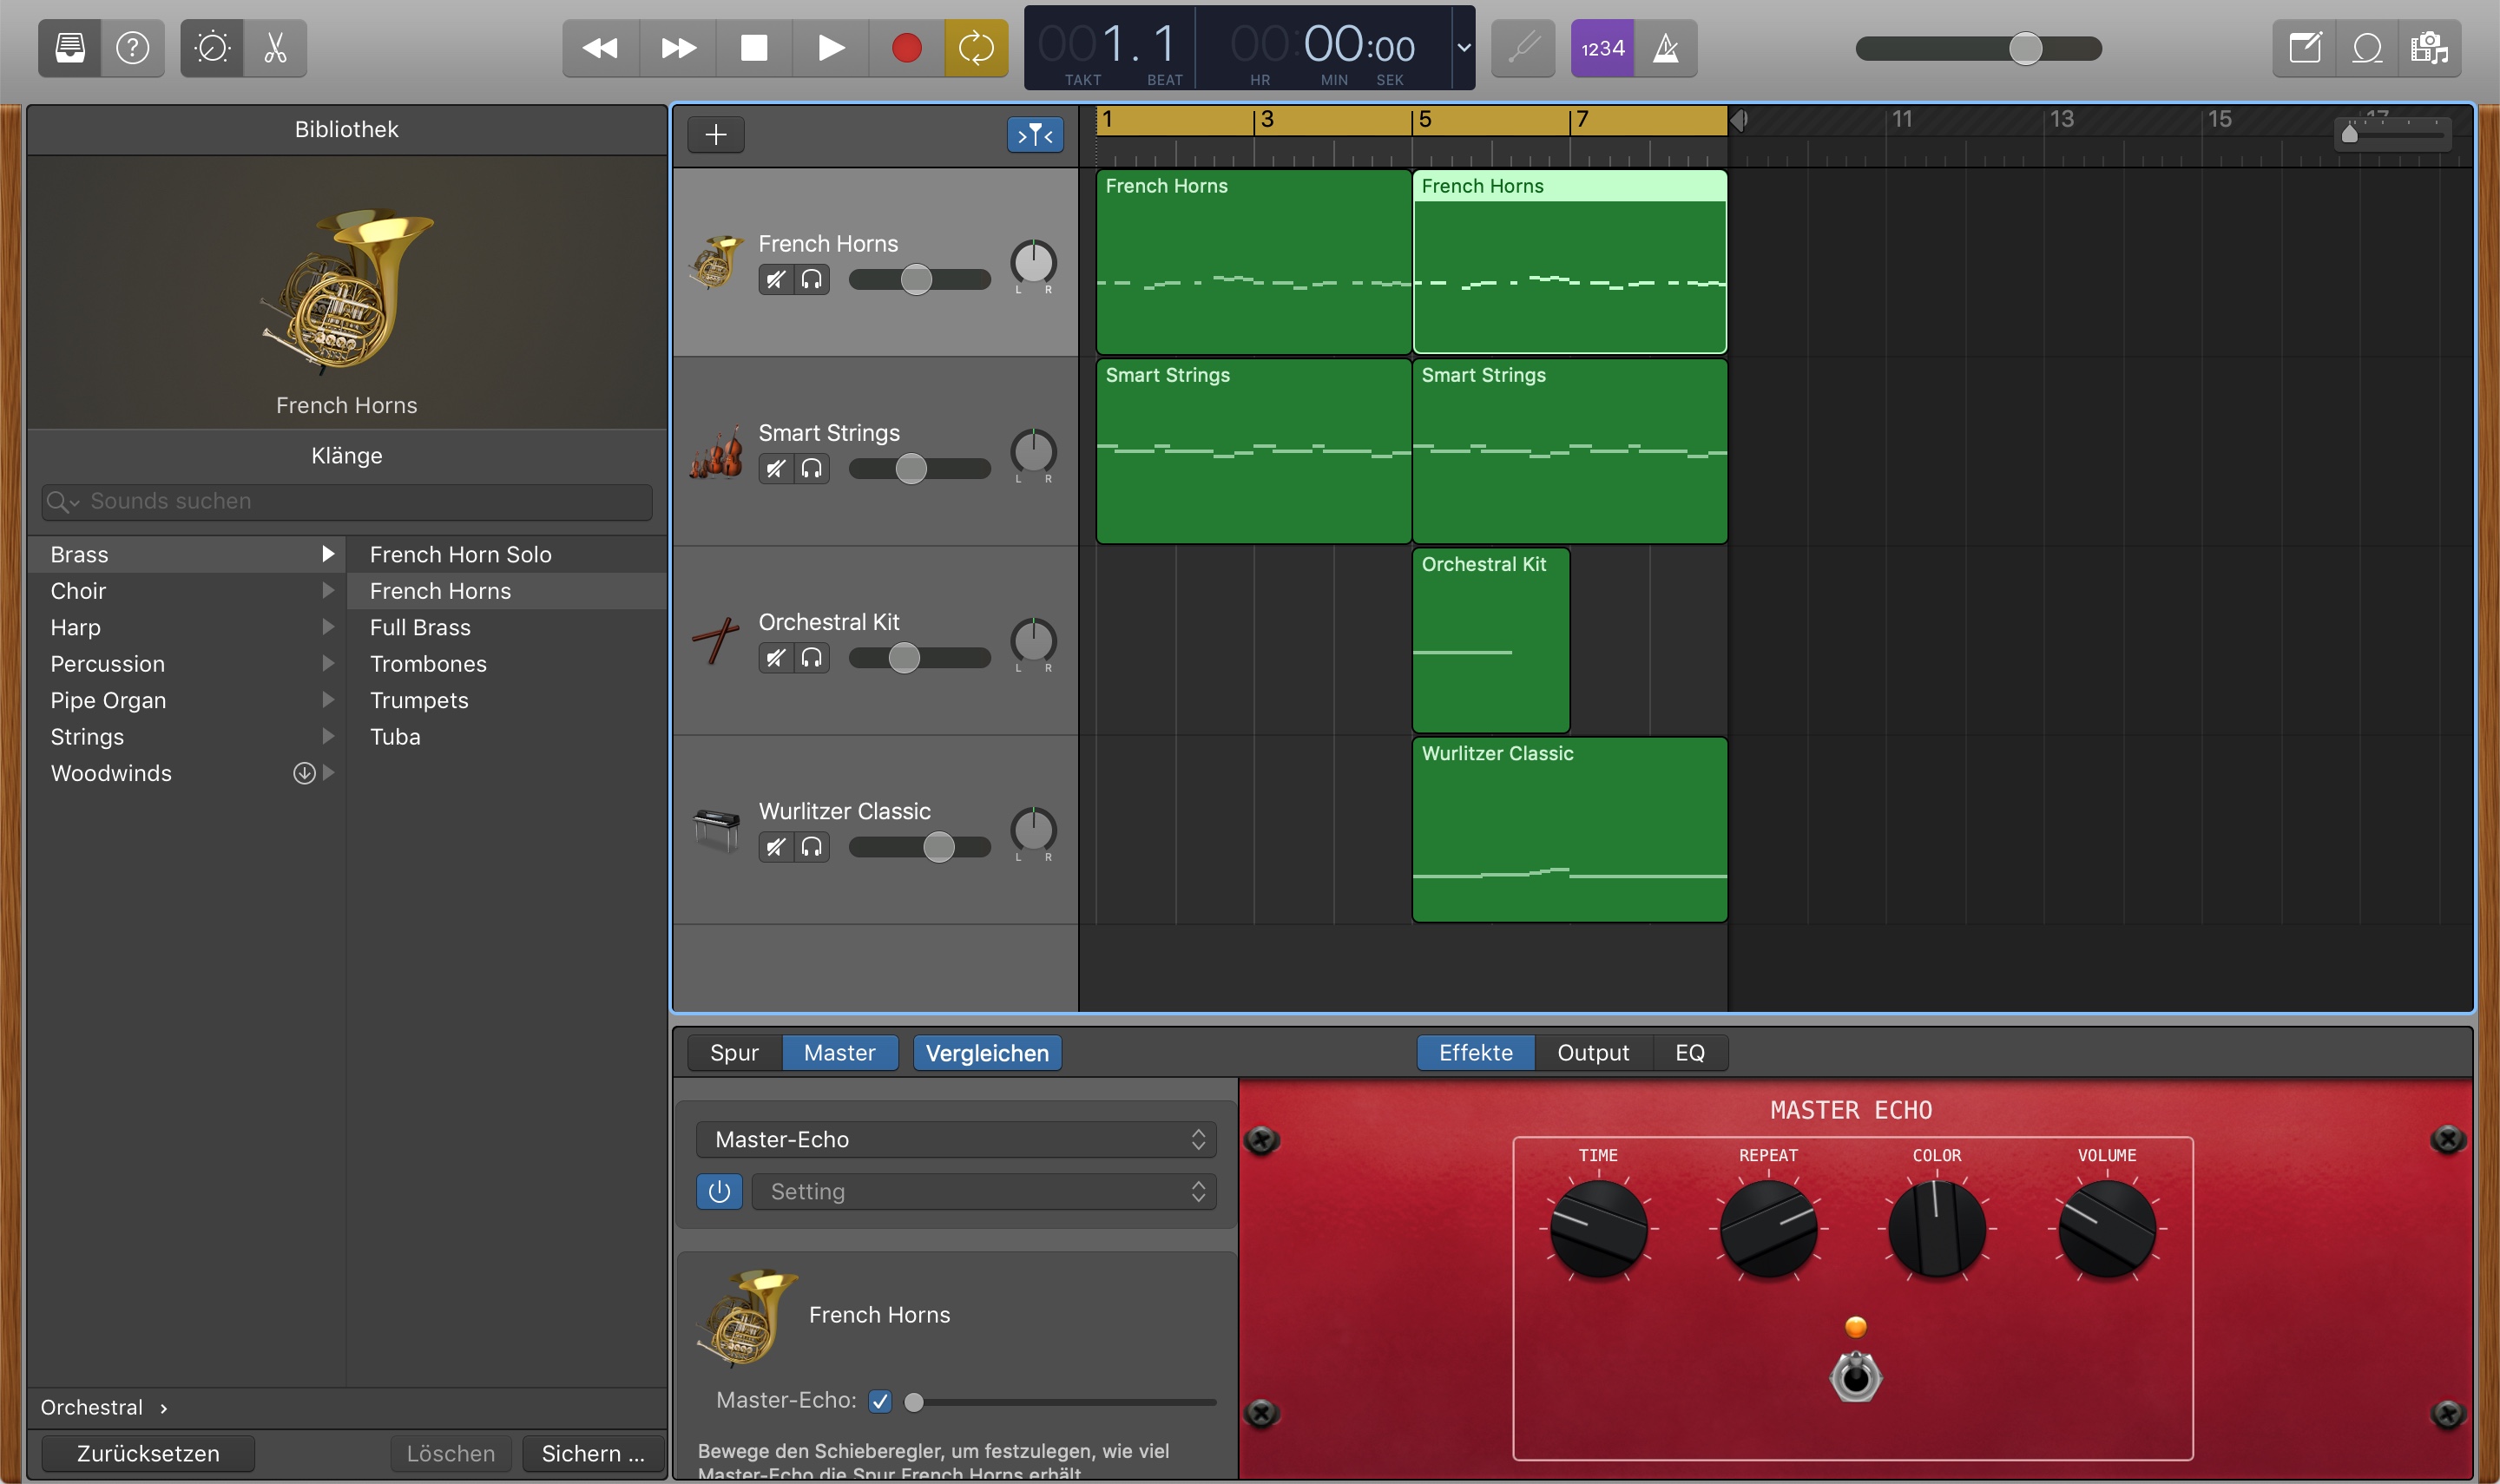 001. 1
00:00:00
TAKT
BEAT
HR
MIN
SEK
1234
Bibliothek
French Horns
Klänge
Sounds suchen
Brass
Choir
Harp
Percussion
Pipe Organ
Strings
Woodwinds
French Horn Solo
French Horns
Full Brass
Trombones
Trumpets
Tuba
Orchestral
Zurücksetzen
Löschen
Sichern ...
1
3
5
7
9
11
13
15
17
French Horns
L R
French Horns
French Horns
Smart Strings
L R
Smart Strings
Smart Strings
Orchestral Kit
L R
Orchestral Kit
Wurlitzer Classic
L R
Wurlitzer Classic
Spur
Master
Vergleichen
Effekte
Output
EQ
Master-Echo
Setting
French Horns
Master-Echo:
Bewege den Schieberegler, um festzulegen, wie viel
Master-Echo die Spur French Horns erhält
MASTER ECHO
TIME
REPEAT
COLOR
VOLUME